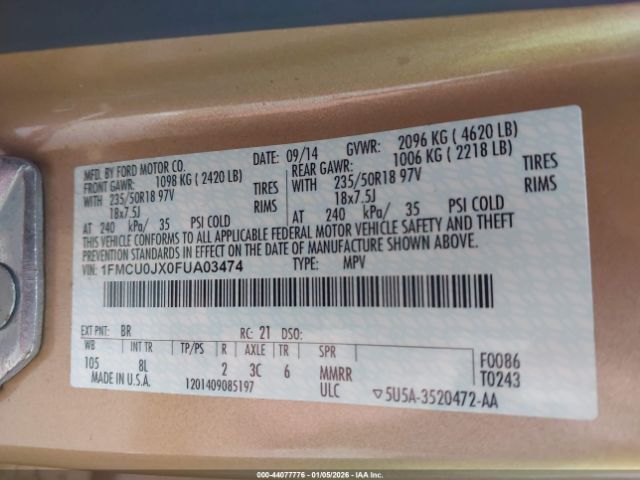 MFD. BY FORD MOTOR CO.
DATE: 09/14 GVWR: 2096 KG ( 4620 LB)
FRONT GAWR: 1098 KG ( 2420 LB) REAR GAWR: 1006 KG ( 2218 LB)
WITH 235/50R18 97V TIRES WITH 235/50R18 97V TIRES
18x7.5J RIMS 18x7.5J RIMS
AT 240 kPa/ 35 PSI COLD AT 240 kPa/ 35 PSI COLD
THIS VEHICLE CONFORMS TO ALL APPLICABLE FEDERAL MOTOR VEHICLE SAFETY AND THEFT
PREVENTION STANDARDS IN EFFECT ON THE DATE OF MANUFACTURE SHOWN ABOVE.
VIN: 1FMCU0JX0FUA03474 TYPE: MPV
EXT PNT: BR RC: 21 DSO:
WB INT TR TP/PS R AXLE TR SPR
105 8L 2 3C 6 MMRR F0086
MADE IN U.S.A. 1201409085197 ULC T0243
▽5U5A-3520472-AA
(C) 44077776 - 01/05/2026 - IAA Inc.